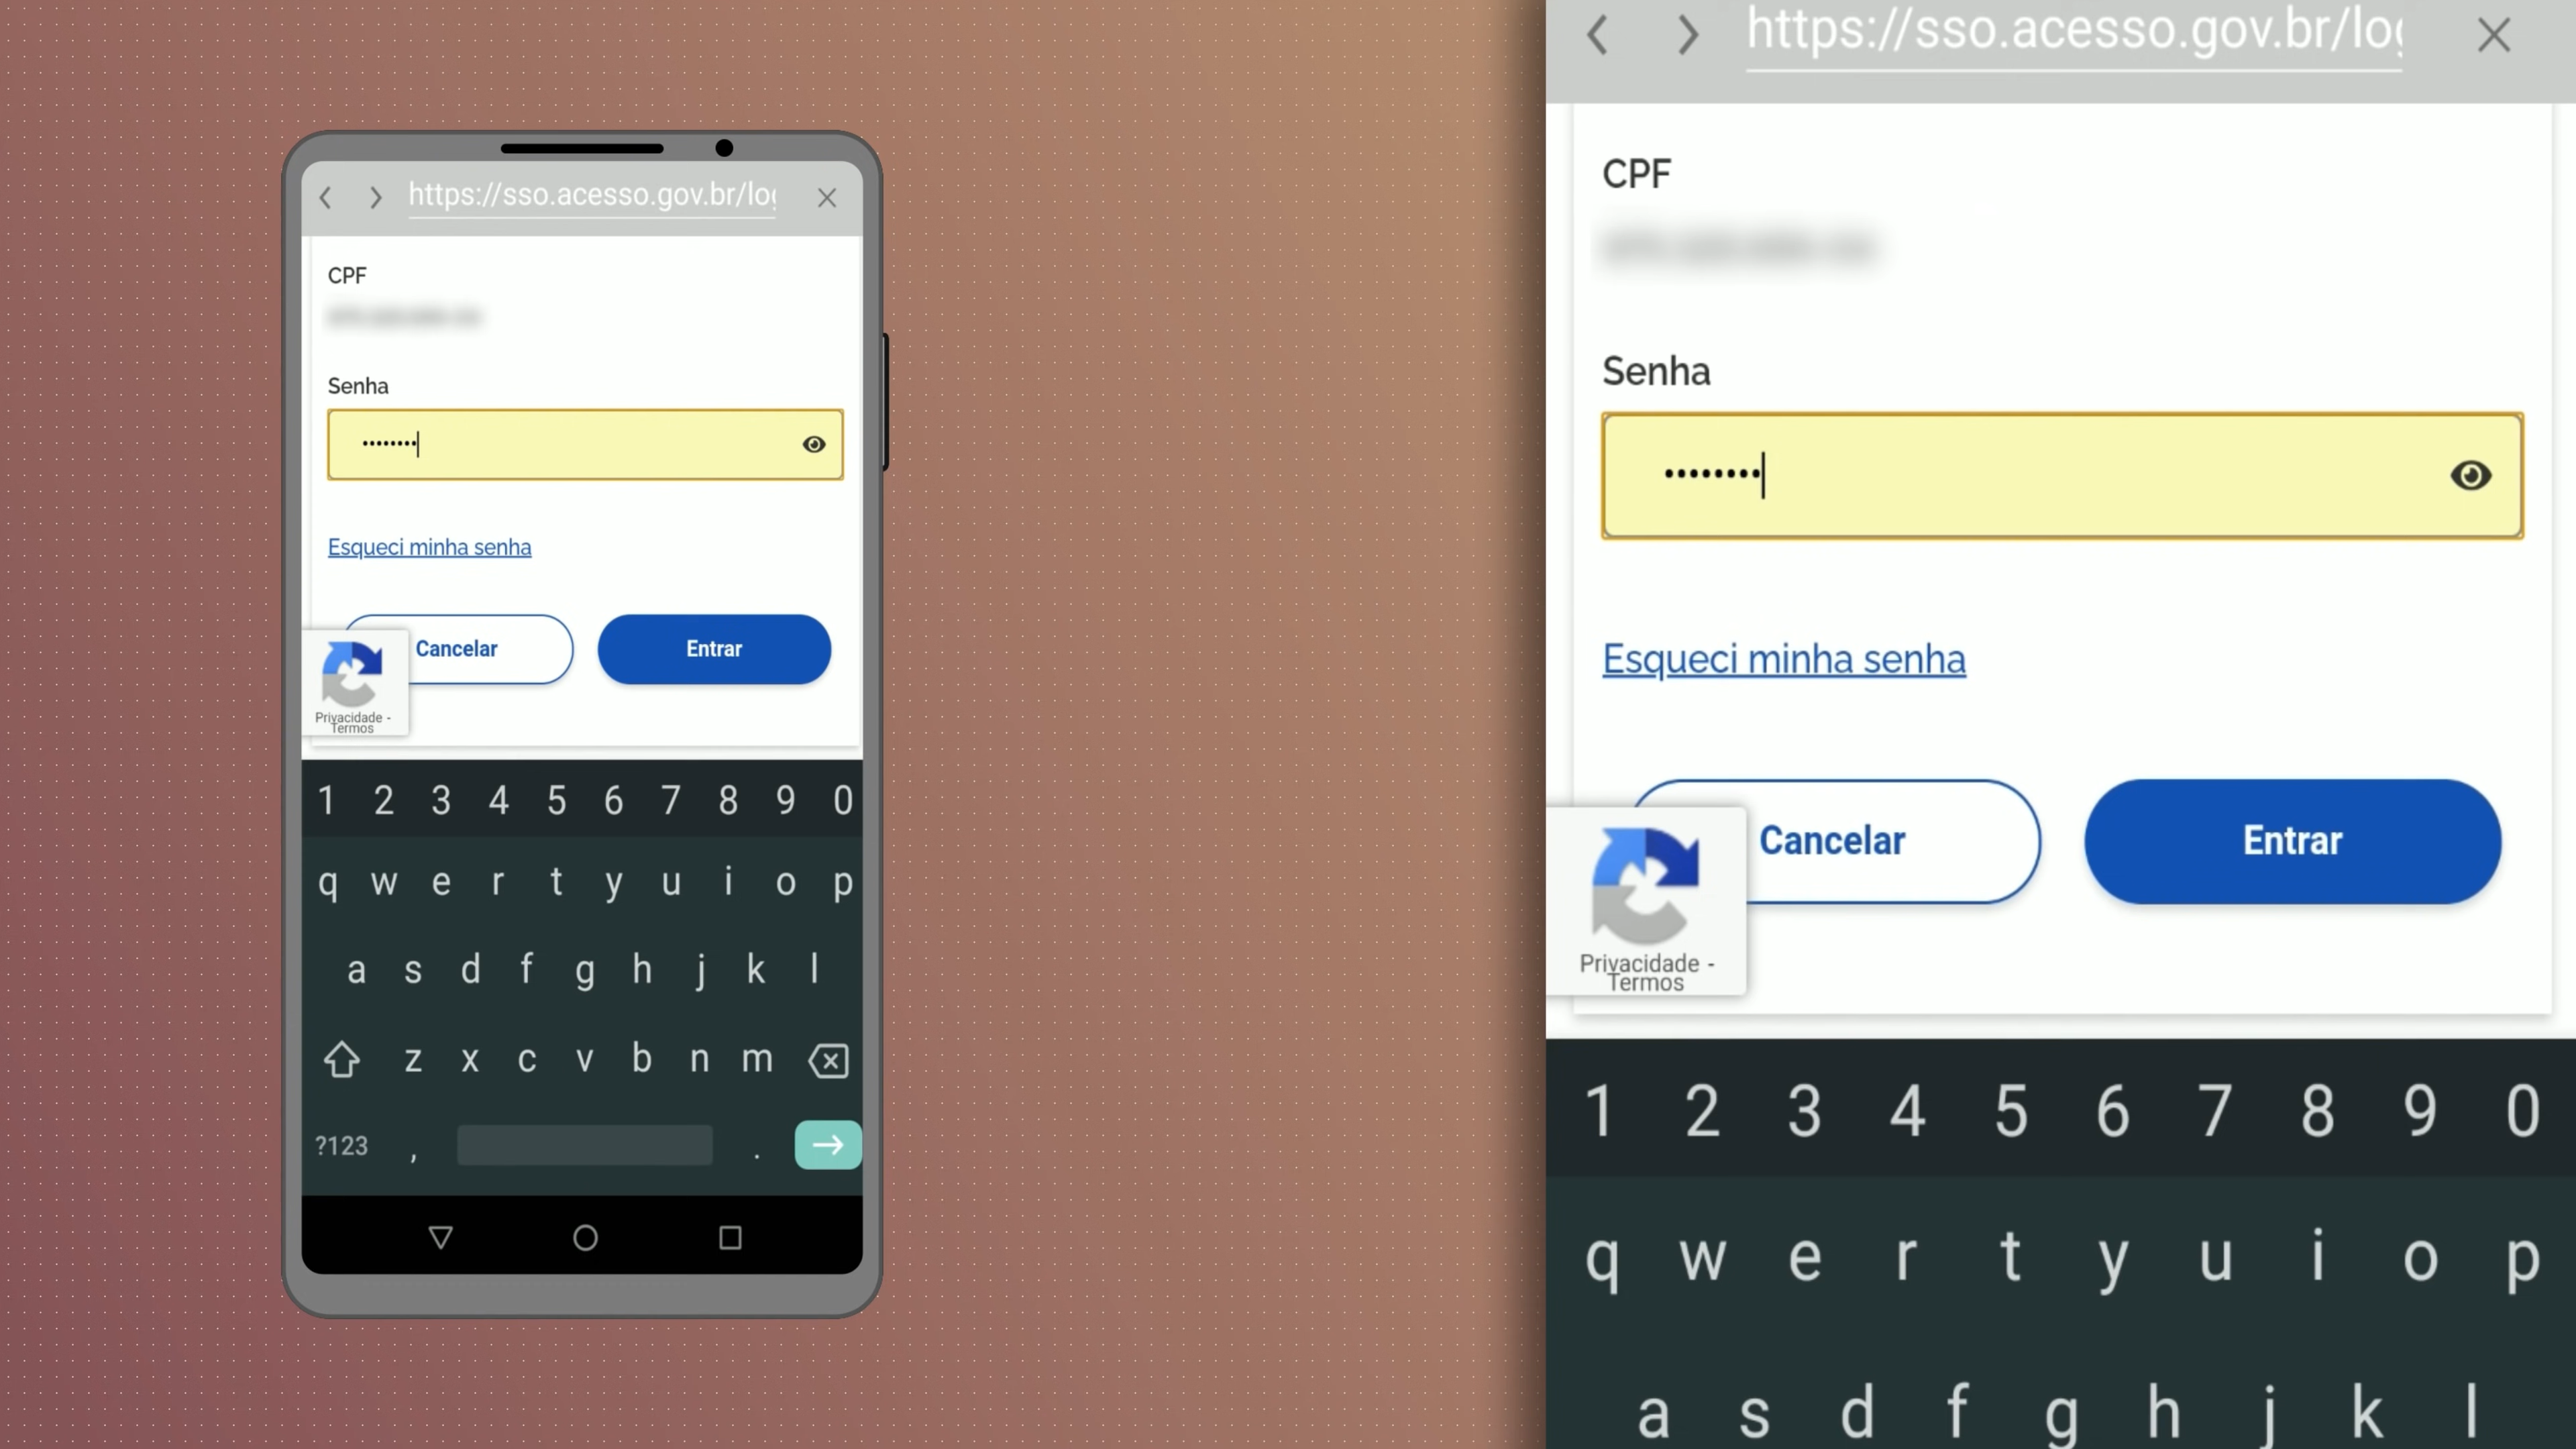 https://sso.acesso.gov.br/log
CPF
Senha
••••••••
Esqueci minha senha
Cancelar
Entrar
Privacidade -
Termos
1 2 3 4 5 6 7 8 9 0
q w e r t y u i o p
a s d f g h j k l
z x c v b n m
?123 , .
https://sso.acesso.gov.br/log
CPF
Senha
••••••••
Esqueci minha senha
Cancelar
Entrar
Privacidade -
Termos
1 2 3 4 5 6 7 8 9 0
q w e r t y u i o p
a s d f g h j k l